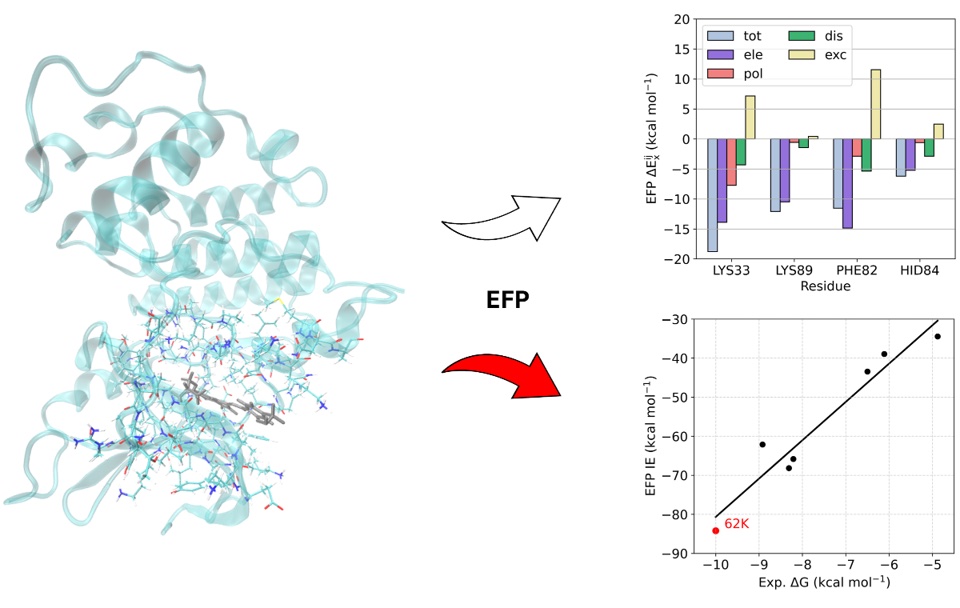 20
15
10
5
0
−5
−10
−15
−20
EFP ΔE_x^{ij} (kcal mol⁻¹)
tot
ele
pol
dis
exc
LYS33 LYS89 PHE82 HID84
Residue
EFP
−30
−40
−50
−60
−70
−80
−90
EFP IE (kcal mol⁻¹)
62K
−10 −9 −8 −7 −6 −5
Exp. ΔG (kcal mol⁻¹)